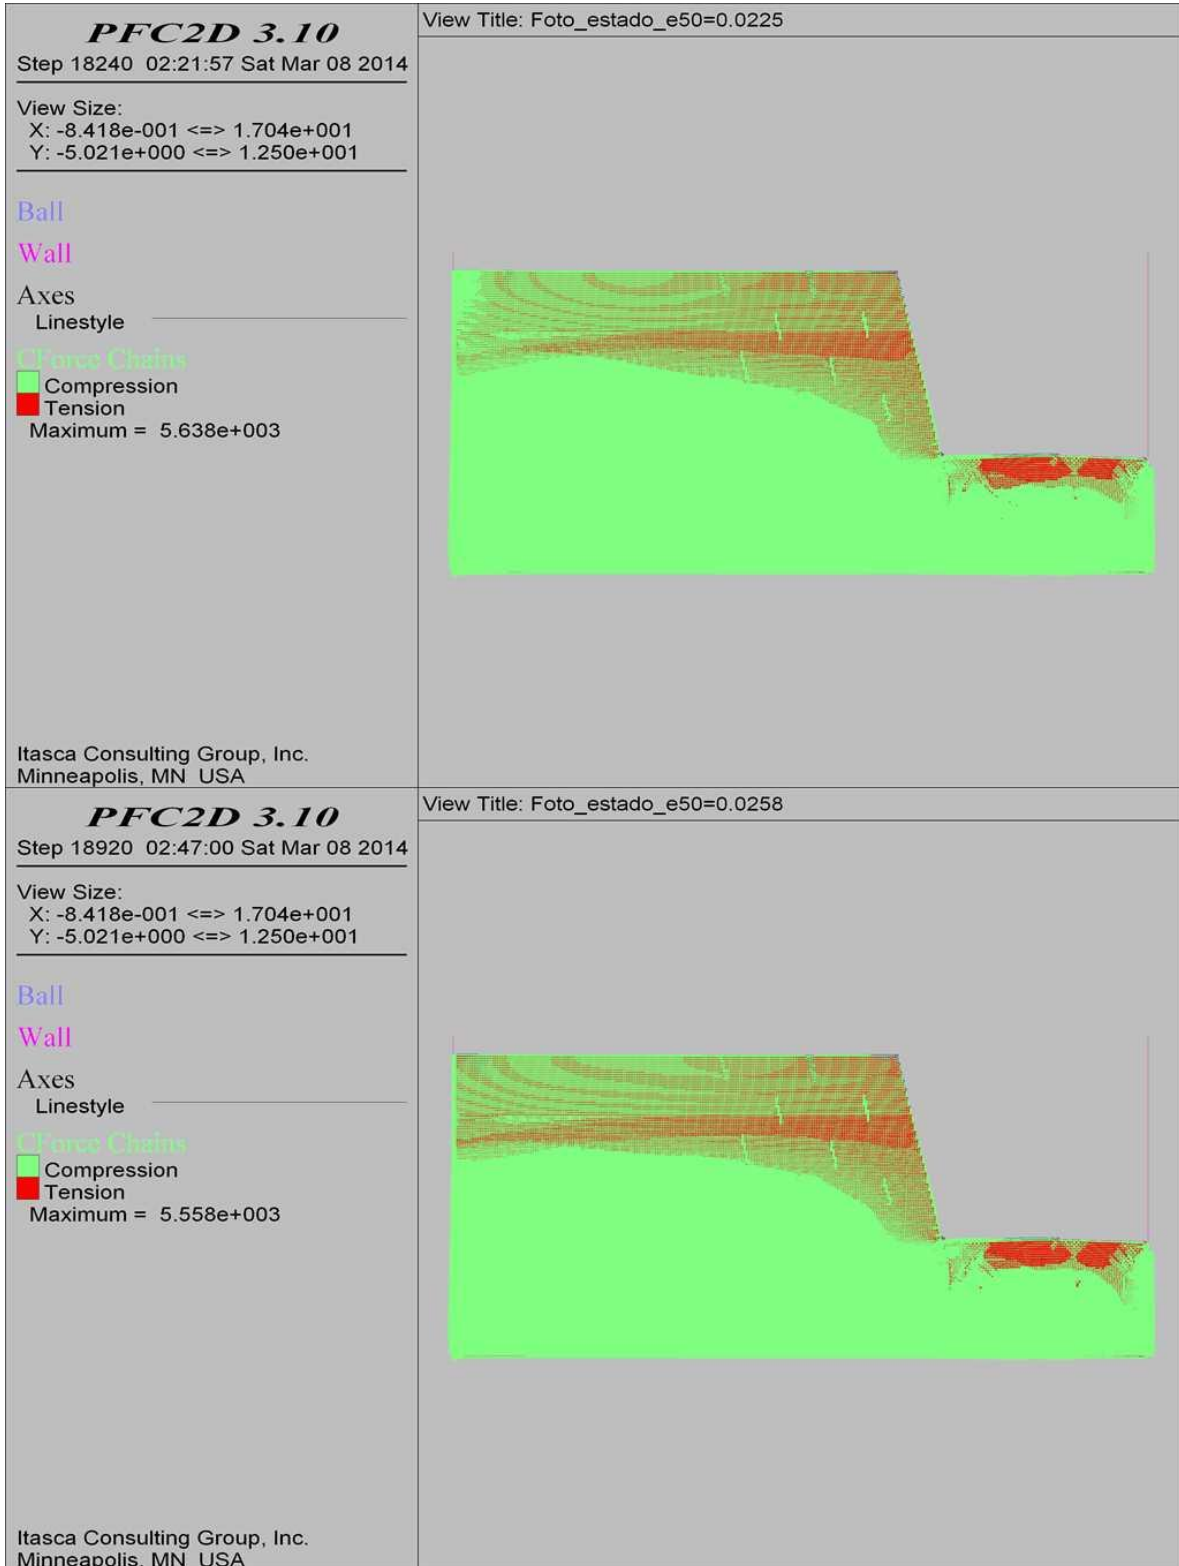 PFC2D 3.10
Step 18240 02:21:57 Sat Mar 08 2014
View Size:
X: -8.418e-001 <=> 1.704e+001
Y: -5.021e+000 <=> 1.250e+001
Ball
Wall
Axes
Linestyle
CForce Chains
Compression
Tension
Maximum = 5.638e+003
Itasca Consulting Group, Inc.
Minneapolis, MN USA
View Title: Foto_estado_e50=0.0225
PFC2D 3.10
Step 18920 02:47:00 Sat Mar 08 2014
View Size:
X: -8.418e-001 <=> 1.704e+001
Y: -5.021e+000 <=> 1.250e+001
Ball
Wall
Axes
Linestyle
CForce Chains
Compression
Tension
Maximum = 5.558e+003
Itasca Consulting Group, Inc.
Minneapolis, MN USA
View Title: Foto_estado_e50=0.0258